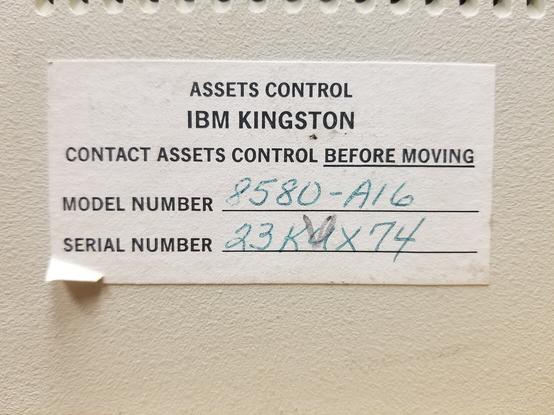 ASSETS CONTROL
IBM KINGSTON
CONTACT ASSETS CONTROL BEFORE MOVING
MODEL NUMBER 8580-A16
SERIAL NUMBER